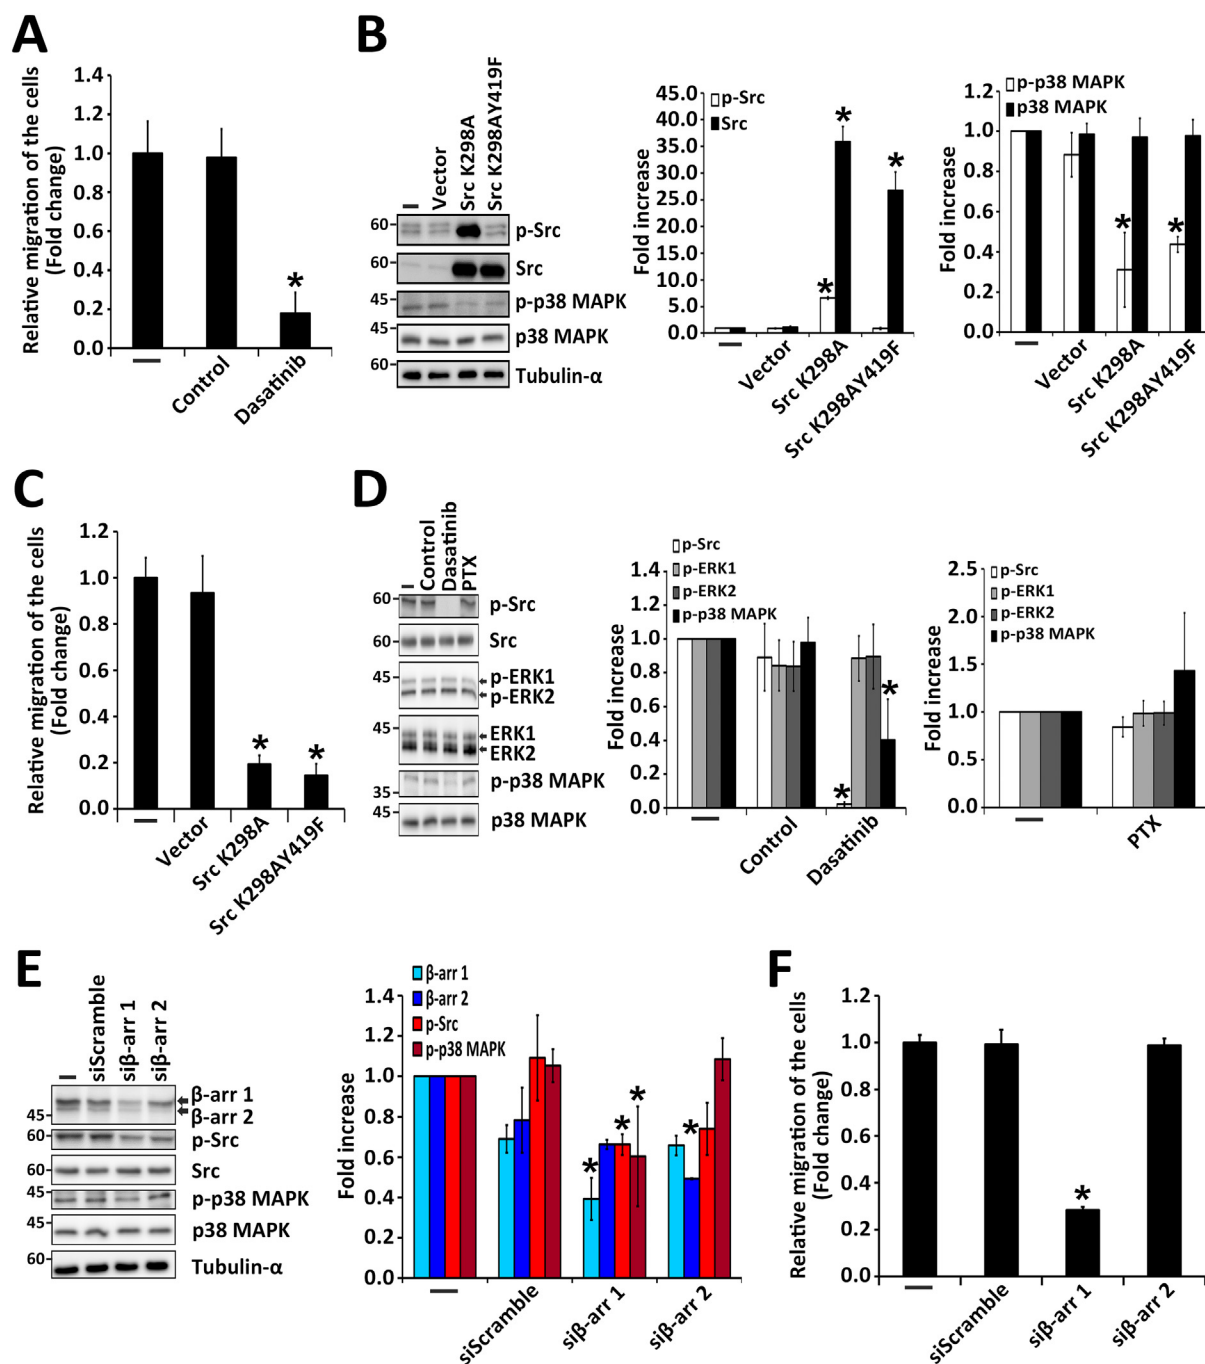 A
Relative migration of the cells
(Fold change)
1.4
1.2
1.0
0.8
0.6
0.4
0.2
0.0
*
—
Control
Dasatinib
B
—
Vector
Src K298A
Src K298AY419F
60
p-Src
60
Src
45
p-p38 MAPK
45
p38 MAPK
60
Tubulin-α
p-Src
Src
Fold increase
45.0
40.0
35.0
30.0
25.0
20.0
15.0
10.0
5.0
0.0
* * *
—
Vector
Src K298A
Src K298AY419F
p-p38 MAPK
p38 MAPK
Fold increase
1.2
1.0
0.8
0.6
0.4
0.2
0.0
* *
—
Vector
Src K298A
Src K298AY419F
C
Relative migration of the cells
(Fold change)
1.2
1.0
0.8
0.6
0.4
0.2
0.0
* *
—
Vector
Src K298A
Src K298AY419F
D
—
Control
Dasatinib
PTX
60
p-Src
60
Src
45
p-ERK1
p-ERK2
45
ERK1
ERK2
35
p-p38 MAPK
45
p38 MAPK
p-Src
p-ERK1
p-ERK2
p-p38 MAPK
Fold increase
1.4
1.2
1.0
0.8
0.6
0.4
0.2
0.0
* *
—
Control
Dasatinib
p-Src
p-ERK1
p-ERK2
p-p38 MAPK
Fold increase
2.5
2.0
1.5
1.0
0.5
0.0
—
PTX
E
—
siScramble
siβ-arr 1
siβ-arr 2
β-arr 1
45
β-arr 2
60
p-Src
60
Src
45
p-p38 MAPK
45
p38 MAPK
60
Tubulin-α
β-arr 1
β-arr 2
p-Src
p-p38 MAPK
Fold increase
1.4
1.2
1.0
0.8
0.6
0.4
0.2
0.0
* * * *
—
siScramble
siβ-arr 1
siβ-arr 2
F
Relative migration of the cells
(Fold change)
1.2
1.0
0.8
0.6
0.4
0.2
0.0
*
—
siScramble
siβ-arr 1
siβ-arr 2